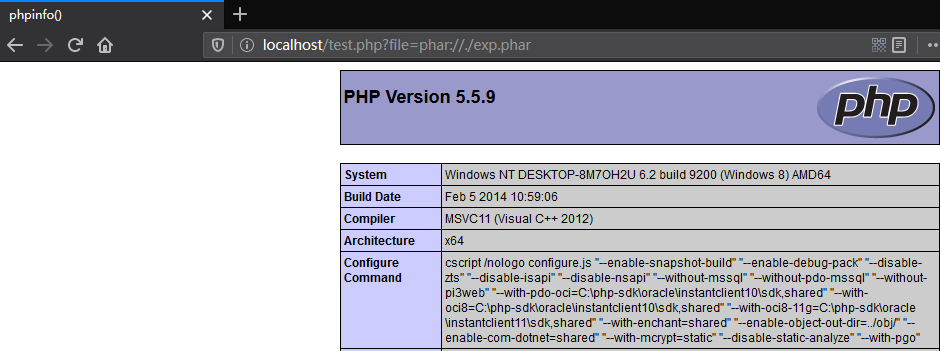 phpinfo()
localhost/test.php?file=phar://./exp.phar
PHP Version 5.5.9
php
System
Windows NT DESKTOP-8M7OH2U 6.2 build 9200 (Windows 8) AMD64
Build Date
Feb 5 2014 10:59:06
Compiler
MSVC11 (Visual C++ 2012)
Architecture
x64
Configure
Command
cscript /nologo configure.js "--enable-snapshot-build" "--enable-debug-pack" "--disable-
zts" "--disable-isapi" "--disable-nsapi" "--without-mssql" "--without-pdo-mssql" "--without-
pi3web" "--with-pdo-oci=C:\php-sdk\oracle\instantclient10\sdk,shared" "--with-
oci8=C:\php-sdk\oracle\instantclient10\sdk,shared" "--with-oci8-11g=C:\php-sdk\oracle
\instantclient11\sdk,shared" "--with-enchant=shared" "--enable-object-out-dir=../obj/" "--
enable-com-dotnet=shared" "--with-mcrypt=static" "--disable-static-analyze" "--with-pgo"